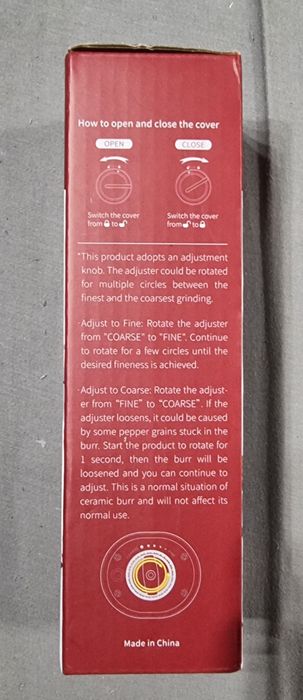 How to open and close the cover
OPEN CLOSE
Switch the cover Switch the cover
from to from to
"This product adopts an adjustment
knob. The adjuster could be rotated
for multiple circles between the
finest and the coarsest grinding.
·Adjust to Fine: Rotate the adjuster
from "COARSE" to "FINE". Continue
to rotate for a few circles until the
desired fineness is achieved.
·Adjust to Coarse: Rotate the adjust-
er from "FINE" to "COARSE". If the
adjuster loosens, it could be caused
by some pepper grains stuck in the
burr. Start the product to rotate for
1 second, then the burr will be
loosened and you can continue to
adjust. This is a normal situation of
ceramic burr and will not affect its
normal use.
Made in China